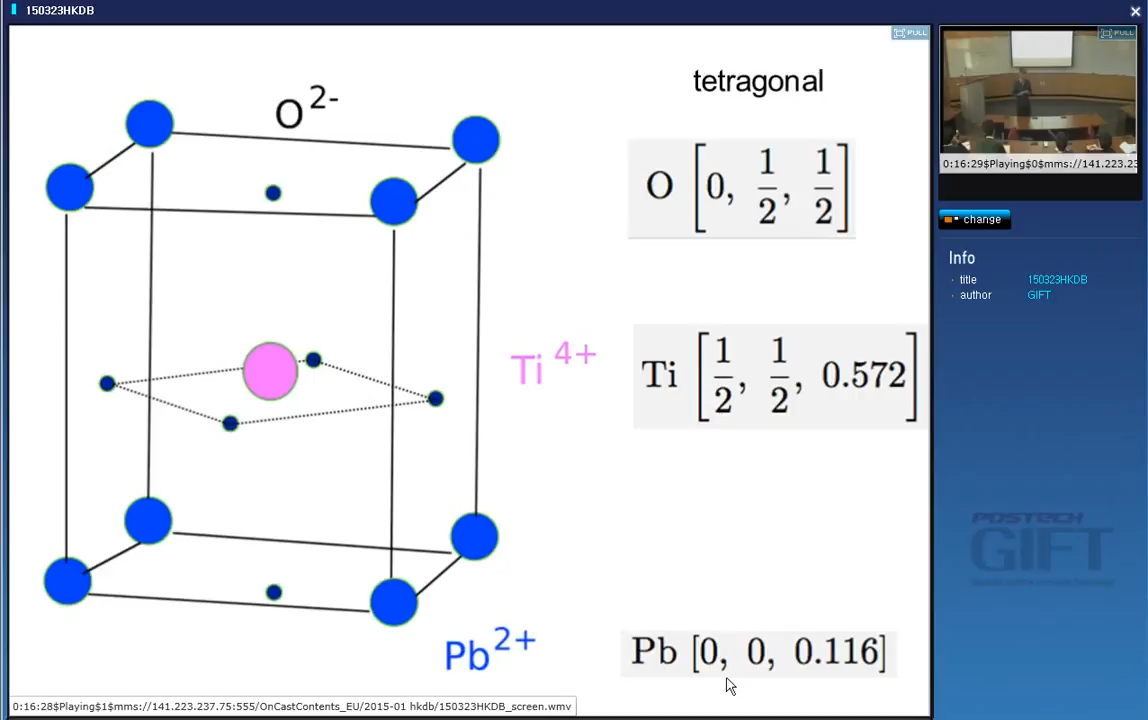 150323HKDB
FULL
tetragonal
O²⁻
O [0, 1/2, 1/2]
Ti⁴⁺
Ti [1/2, 1/2, 0.572]
Pb²⁺
Pb [0, 0, 0.116]
0:16:28$Playing$1$mms://141.223.237.75:555/OnCastContents_EU/2015-01 hkdb/150323HKDB_screen.wmv
FULL
0:16:29$Playing$0$mms://141.223.23
change
Info
title 150323HKDB
author GIFT
POSTECH
GIFT